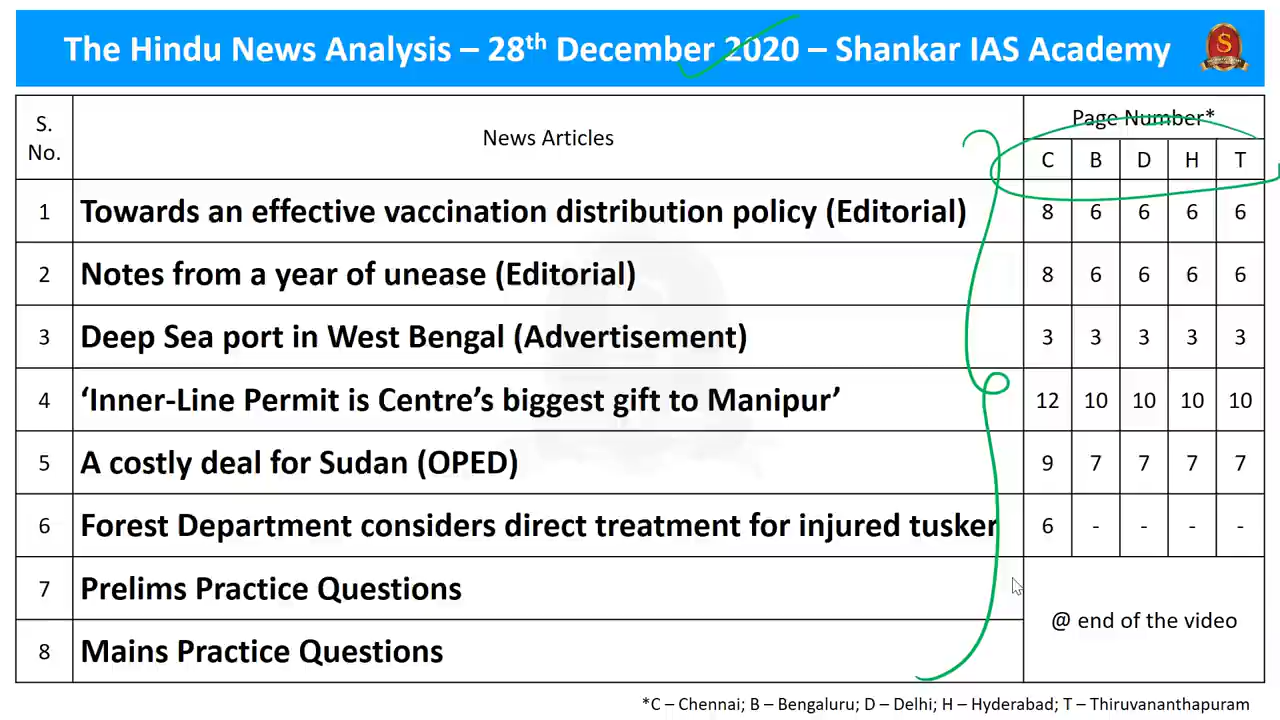 The Hindu News Analysis – 28th December 2020 – Shankar IAS Academy
S. No. News Articles Page Number*
C B D H T
1 Towards an effective vaccination distribution policy (Editorial) 8 6 6 6 6
2 Notes from a year of unease (Editorial) 8 6 6 6 6
3 Deep Sea port in West Bengal (Advertisement) 3 3 3 3 3
4 ‘Inner-Line Permit is Centre’s biggest gift to Manipur’ 12 10 10 10 10
5 A costly deal for Sudan (OPED) 9 7 7 7 7
6 Forest Department considers direct treatment for injured tusker 6 - - - -
7 Prelims Practice Questions
@ end of the video
8 Mains Practice Questions
*C – Chennai; B – Bengaluru; D – Delhi; H – Hyderabad; T – Thiruvananthapuram